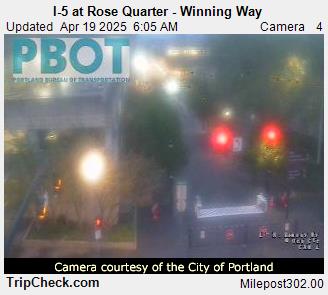 I-5 at Rose Quarter - Winning Way
Updated Apr 19 2025 6:05 AM Camera 4
PBOT
PORTLAND BUREAU OF TRANSPORTATION
Camera courtesy of the City of Portland
TripCheck.com Milepost302.00